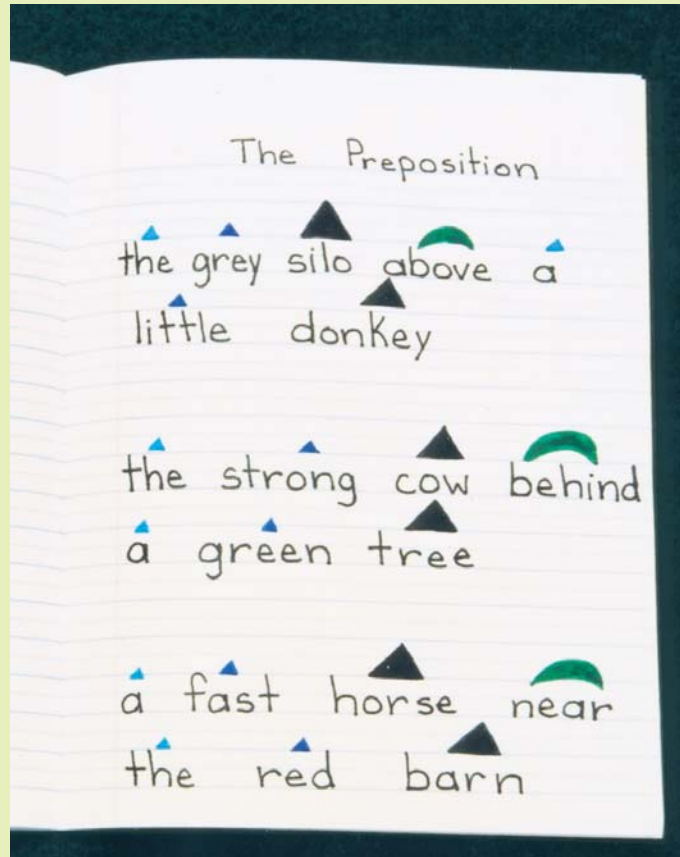 The Preposition
the grey silo above a
little donkey
the strong cow behind
a green tree
a fast horse near
the red barn